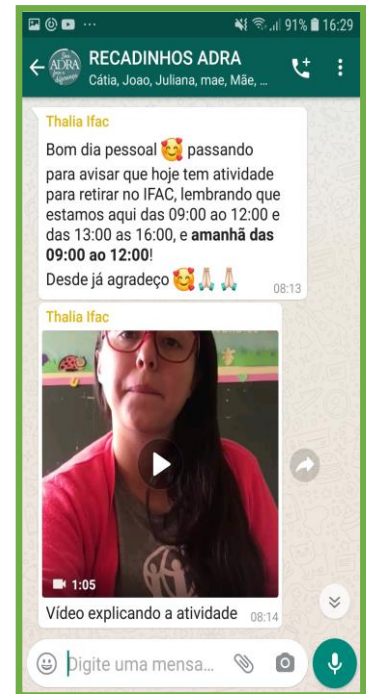 91% 16:29
ADRA
RECADINHOS ADRA
Cátia, Joao, Juliana, mae, Mãe, ...
Thalia Ifac
Bom dia pessoal 🥰 passando
para avisar que hoje tem atividade
para retirar no IFAC, lembrando que
estamos aqui das 09:00 ao 12:00 e
das 13:00 as 16:00, e amanhã das
09:00 ao 12:00!
Desde já agradeço 🥰🙏🏻🙏🏻
08:13
Thalia Ifac
1:05
Vídeo explicando a atividade
08:14
Digite uma mensa...